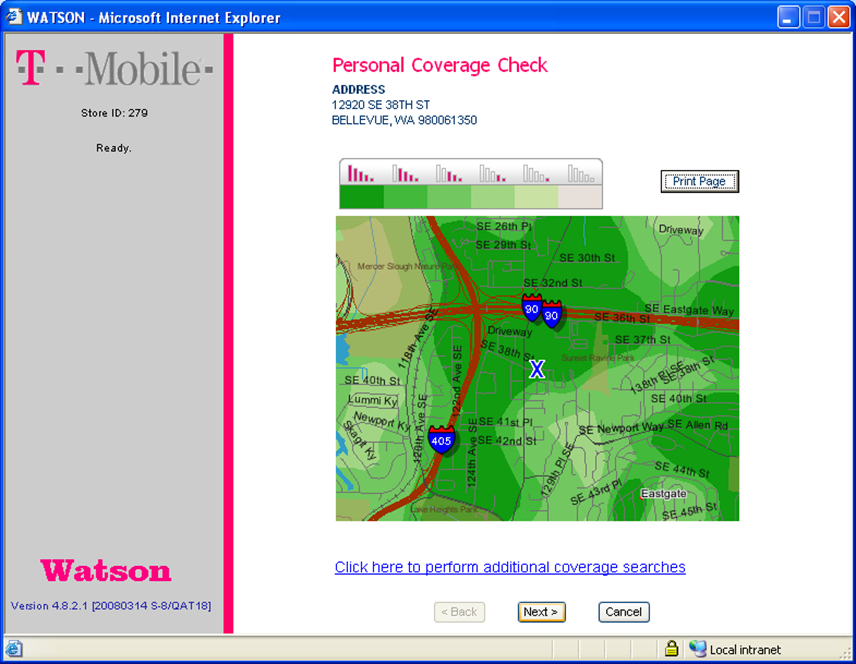 WATSON - Microsoft Internet Explorer
T-Mobile
Store ID: 279
Ready.
Personal Coverage Check
ADDRESS
12920 SE 38TH ST
BELLEVUE, WA 980061350
Print Page
SE 26th Pl
Driveway
SE 29th St
SE 30th St
Mercer Slough Nature Park
SE 32nd St
90
90
SE Eastgate Way
SE 36th St
118th Ave SE
Driveway
SE 37th St
SE 38th St
X
Sunset Ravine Park
SE 38th St
138th Pl SE
SE 40th St
122nd Ave SE
Lummi Ky
SE 40th St
Newport Ky
120th Ave SE
SE 41st Pl
SE Newport Way
SE Allen Rd
Skagit Ky
405
SE 42nd St
124th Ave SE
129th Pl SE
SE 44th St
SE 43rd Pl
Eastgate
Lake Heights Park
SE 45th St
Click here to perform additional coverage searches
Watson
Version 4.8.2.1 [20080314 S-8/QAT18]
< Back
Next >
Cancel
Local intranet